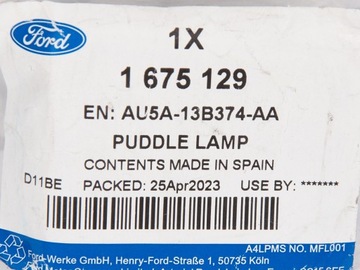 Ford
1X
1 675 129
EN: AU5A-13B374-AA
PUDDLE LAMP
CONTENTS MADE IN SPAIN
D11BE PACKED: 25Apr2023 USE BY: *******
A4LPMS NO. MFL001
Ford-Werke GmbH, Henry-Ford-Straße 1, 50735 Köln